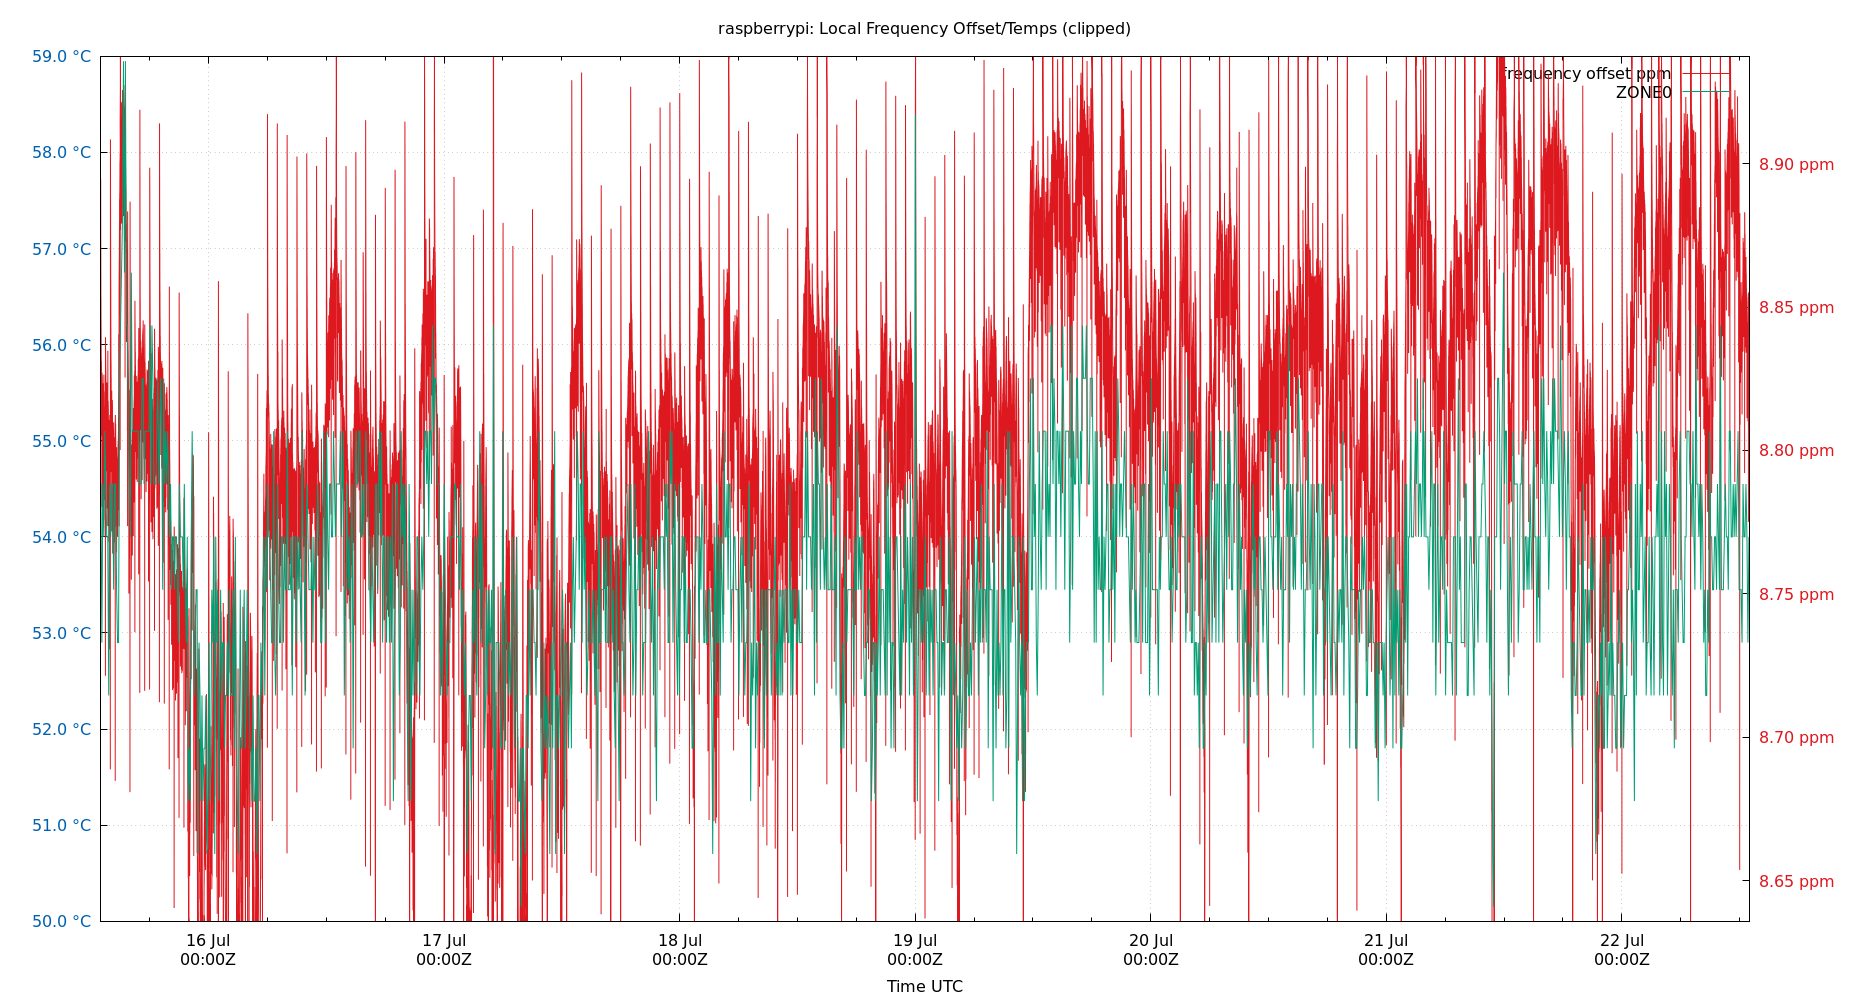 raspberrypi: Local Frequency Offset/Temps (clipped)
59.0 °C
58.0 °C
57.0 °C
56.0 °C
55.0 °C
54.0 °C
53.0 °C
52.0 °C
51.0 °C
50.0 °C
frequency offset ppm
ZONE0
8.90 ppm
8.85 ppm
8.80 ppm
8.75 ppm
8.70 ppm
8.65 ppm
16 Jul
00:00Z
17 Jul
00:00Z
18 Jul
00:00Z
19 Jul
00:00Z
20 Jul
00:00Z
21 Jul
00:00Z
22 Jul
00:00Z
Time UTC